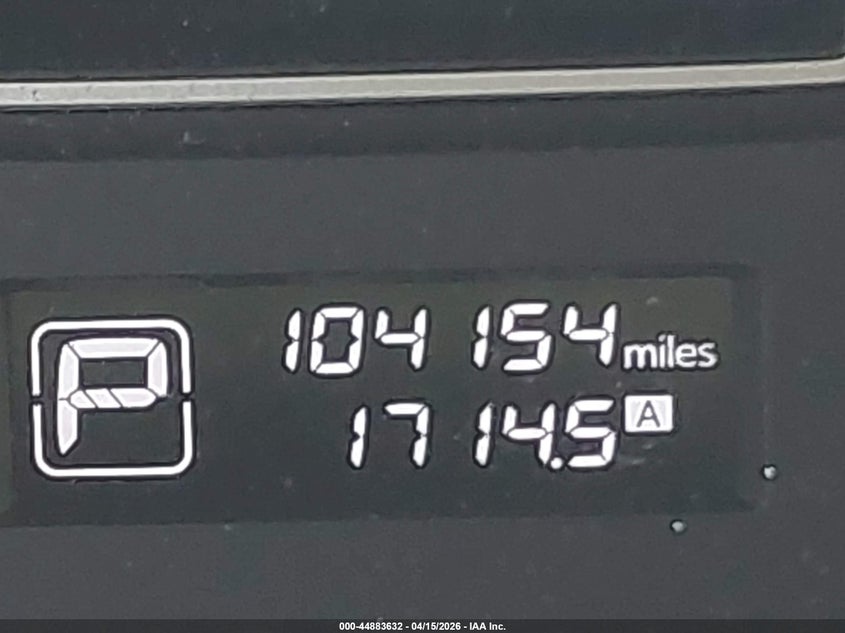 P
104 154 miles
17 14.5 A
000-44883632 - 04/15/2026 - IAA Inc.